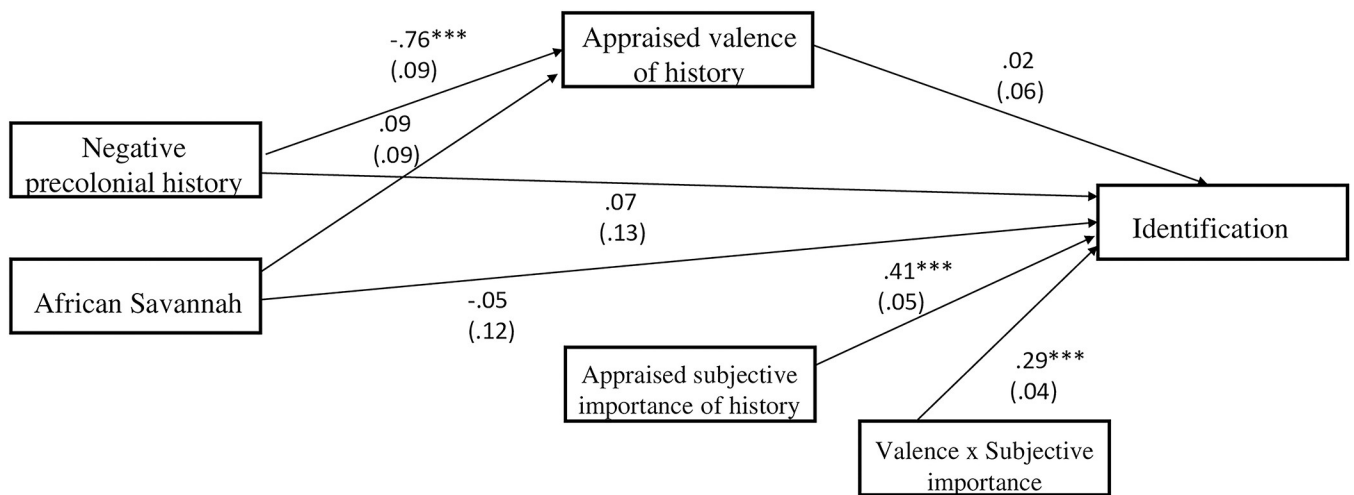 -.76***
(.09)
Appraised valence
of history
.02
(.06)
.09
(.09)
Negative
precolonial history
.07
(.13)
Identification
African Savannah
-.05
(.12)
.41***
(.05)
Appraised subjective
importance of history
.29***
(.04)
Valence x Subjective
importance